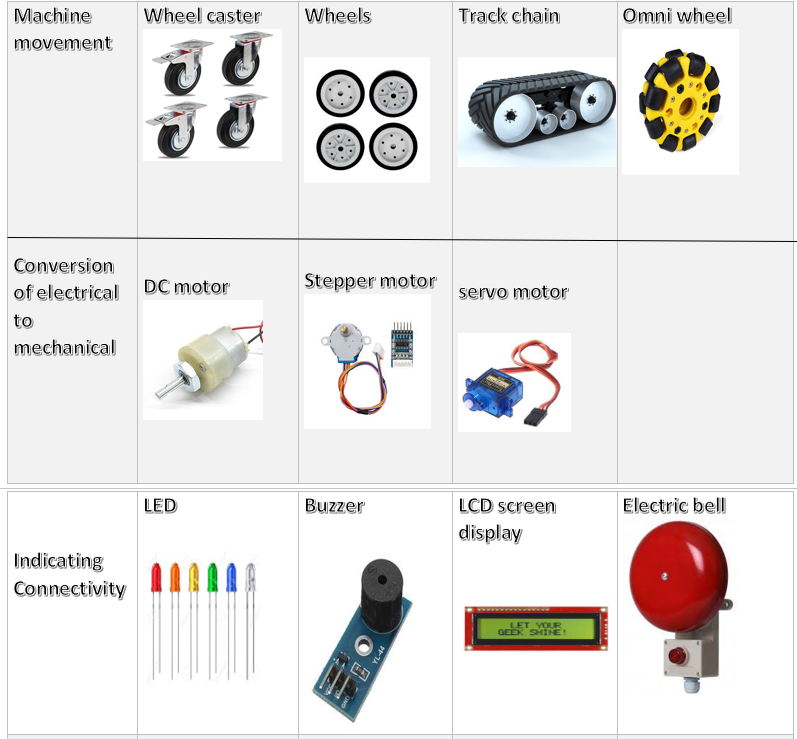 Machine
movement
Wheel caster
Wheels
Track chain
Omni wheel
Conversion
of electrical
to
mechanical
DC motor
Stepper motor
servo motor
Indicating
Connectivity
LED
Buzzer
YL-44
GND
LCD screen
display
LET YOUR
GEEK SHINE!
Electric bell